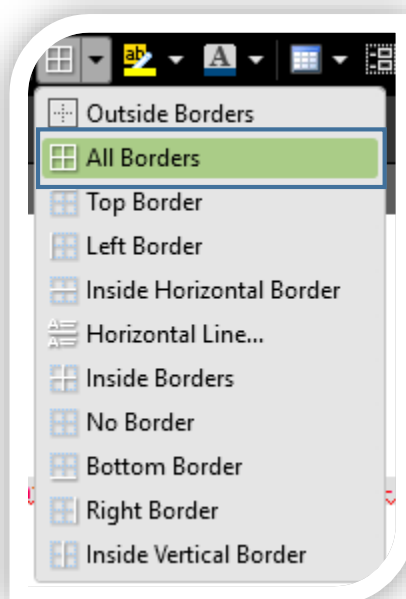 ab A
Outside Borders
All Borders
Top Border
Left Border
Inside Horizontal Border
Horizontal Line...
Inside Borders
No Border
Bottom Border
Right Border
Inside Vertical Border